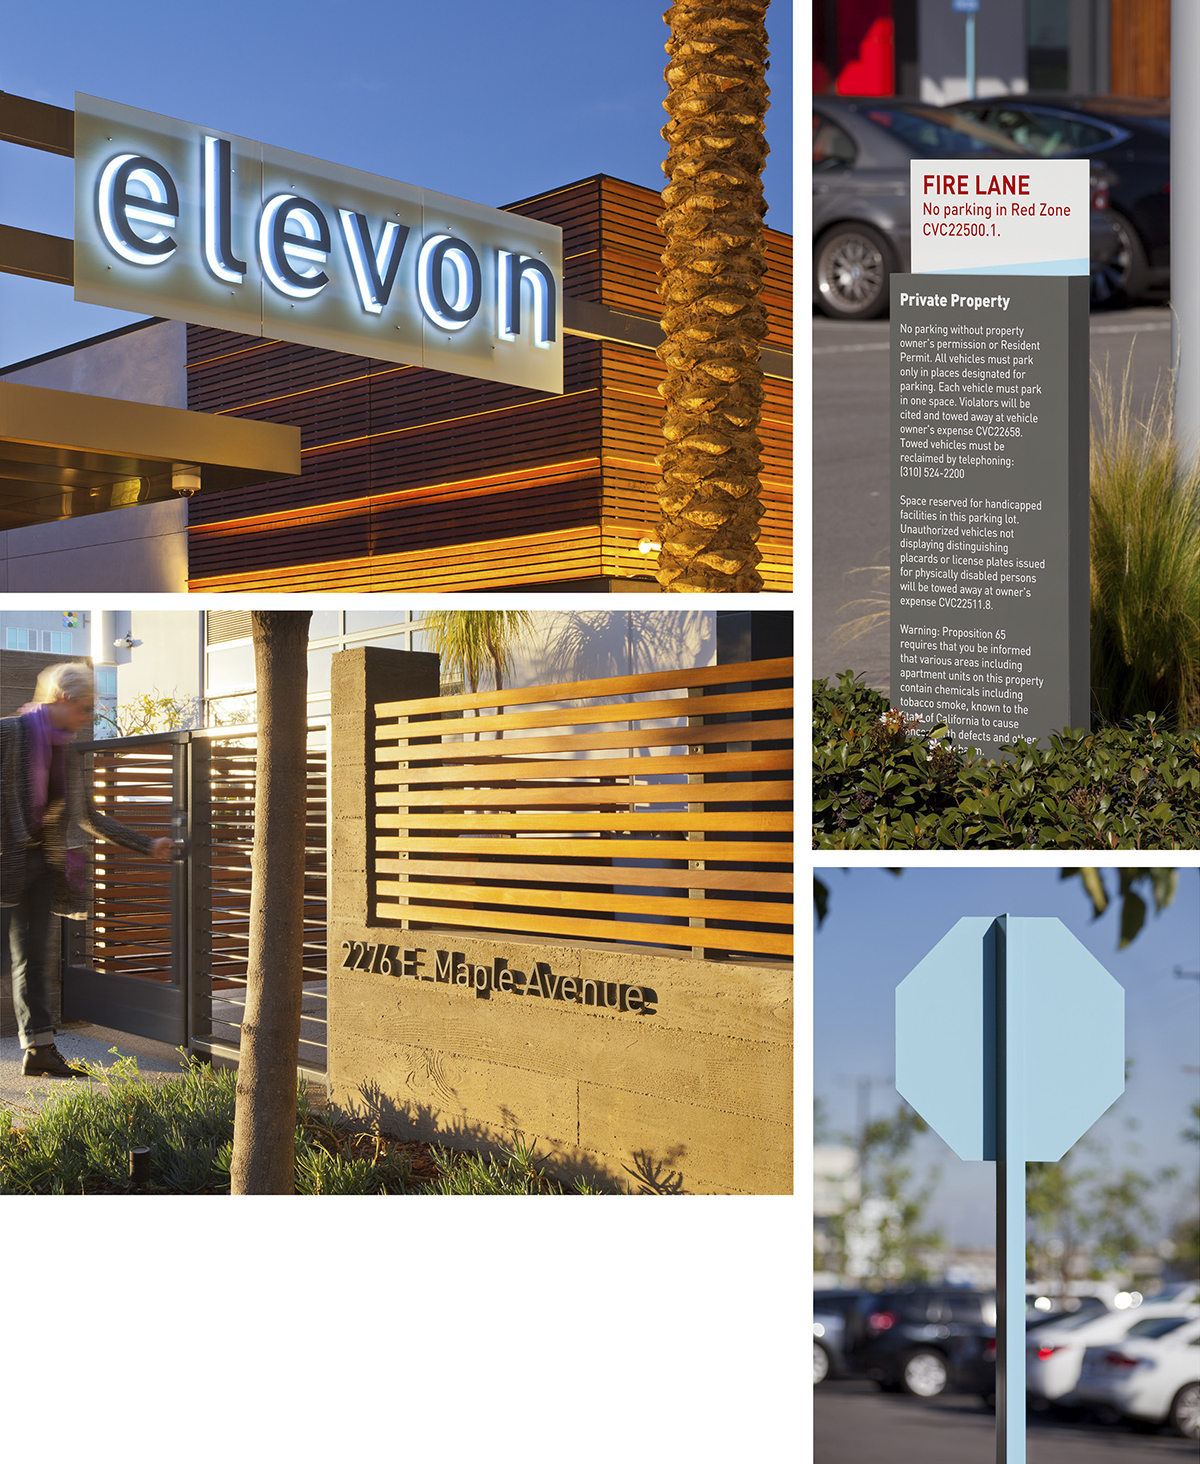 elevon
FIRE LANE
No parking in Red Zone
CVC22500.1.
Private Property
No parking without property
owner's permission or Resident
Permit. All vehicles must park
only in places designated for
parking. Each vehicle must park
in one space. Violators will be
cited and towed away at vehicle
owner's expense CVC22658.
Towed vehicles must be
reclaimed by telephoning:
(310) 524-2200
Space reserved for handicapped
facilities in this parking lot.
Unauthorized vehicles not
displaying distinguishing
placards or license plates issued
for physically disabled persons
will be towed away at owner's
expense CVC22511.8.
Warning: Proposition 65
requires that you be informed
that various areas including
apartment units on this property
contain chemicals including
tobacco smoke, known to the
State of California to cause
defects and other
2276 E. Maple Avenue